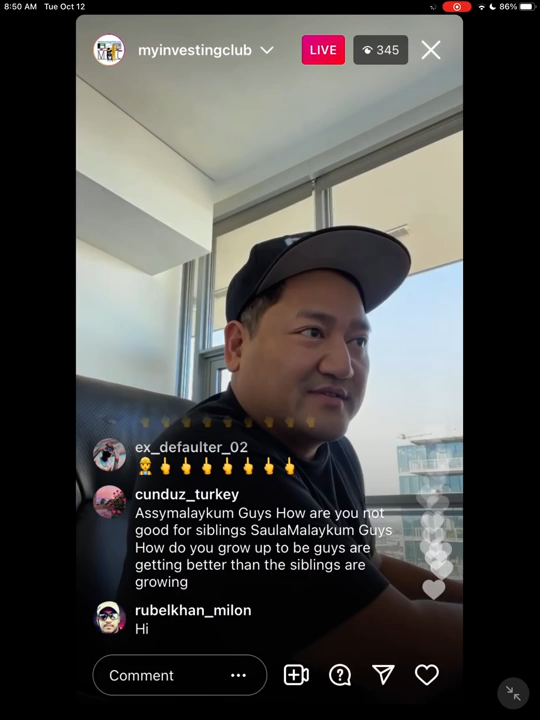 8:50 AM Tue Oct 12
86%
myinvestingclub
LIVE
345
ex_defaulter_02
👷🖕🖕🖕🖕🖕🖕🖕
cunduz_turkey
Assymalaykum Guys How are you not
good for siblings SaulaMalaykum Guys
How do you grow up to be guys are
getting better than the siblings are
growing
rubelkhan_milon
Hi
Comment